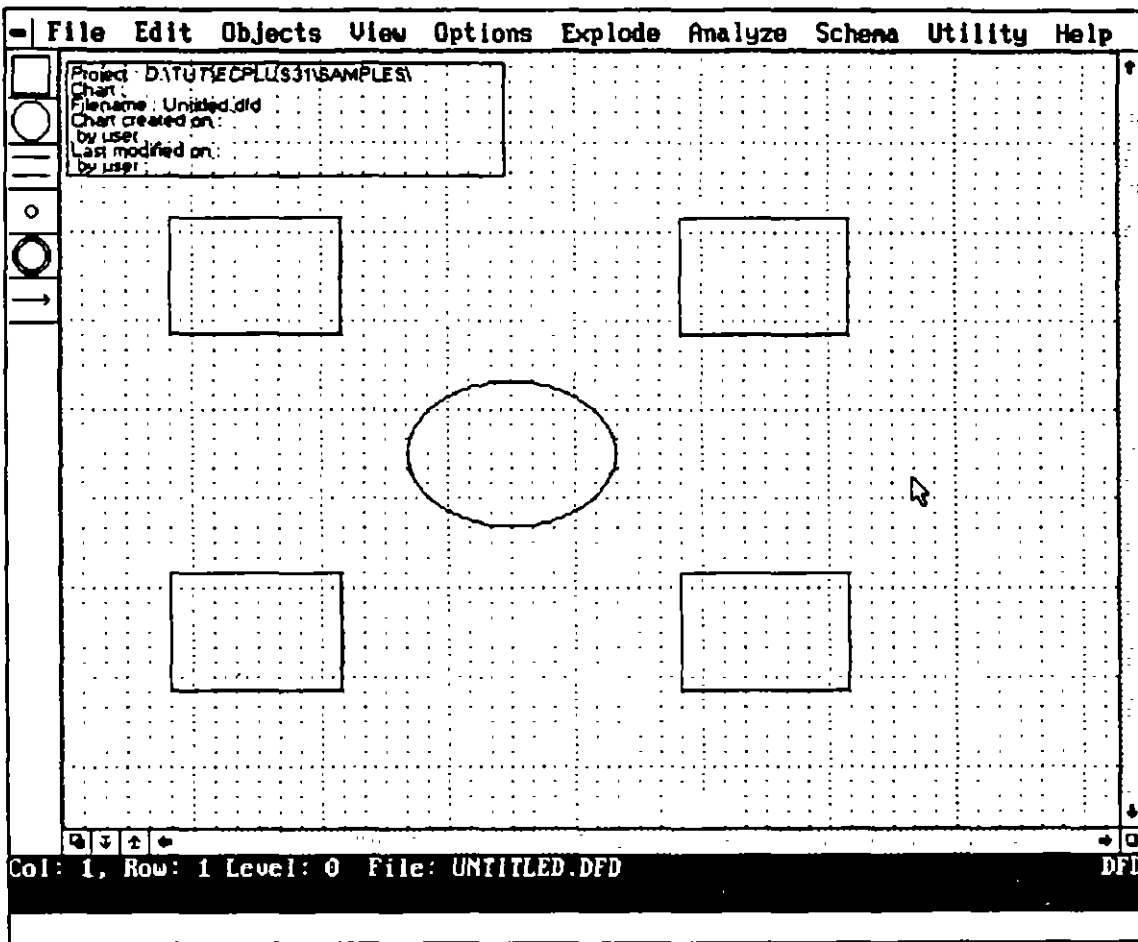 File Edit Objects View Options Explode Analyze Schema Utility Help
Project : D:\TUT\ECPLUS31\SAMPLES\
Chart :
Filename : Untitled.dfd
Chart created on :
by user
Last modified on :
by user :
Col: 1, Row: 1 Level: 0 File: UNTITLED.DFD DFD